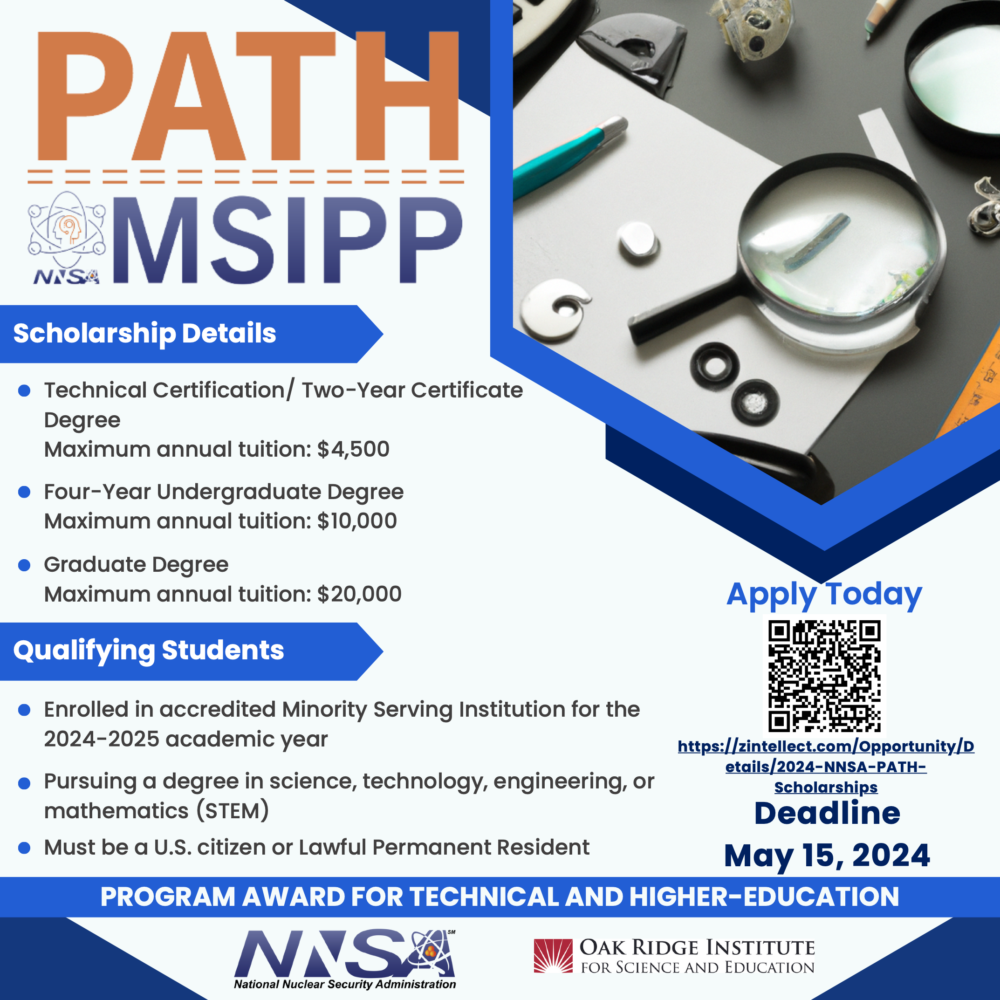 PATH
MSIPP
NNSA
Scholarship Details
Technical Certification/ Two-Year Certificate
Degree
Maximum annual tuition: $4,500
Four-Year Undergraduate Degree
Maximum annual tuition: $10,000
Graduate Degree
Maximum annual tuition: $20,000
Qualifying Students
Enrolled in accredited Minority Serving Institution for the
2024-2025 academic year
Pursuing a degree in science, technology, engineering, or
mathematics (STEM)
Must be a U.S. citizen or Lawful Permanent Resident
Apply Today
https://zintellect.com/Opportunity/D
etails/2024-NNSA-PATH-
Scholarships
Deadline
May 15, 2024
PROGRAM AWARD FOR TECHNICAL AND HIGHER-EDUCATION
NNSA SM
National Nuclear Security Administration
OAK RIDGE INSTITUTE
FOR SCIENCE AND EDUCATION